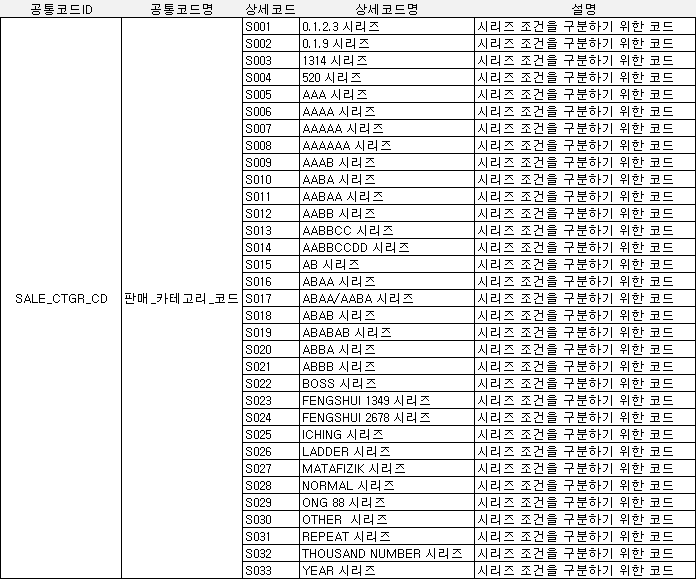 공통코드ID 공통코드명 상세코드 상세코드명 설명
S001 0.1.2.3 시리즈 시리즈 조건을 구분하기 위한 코드
S002 0.1.9 시리즈 시리즈 조건을 구분하기 위한 코드
S003 1314 시리즈 시리즈 조건을 구분하기 위한 코드
S004 520 시리즈 시리즈 조건을 구분하기 위한 코드
S005 AAA 시리즈 시리즈 조건을 구분하기 위한 코드
S006 AAAA 시리즈 시리즈 조건을 구분하기 위한 코드
S007 AAAAA 시리즈 시리즈 조건을 구분하기 위한 코드
S008 AAAAAA 시리즈 시리즈 조건을 구분하기 위한 코드
S009 AAAB 시리즈 시리즈 조건을 구분하기 위한 코드
S010 AABA 시리즈 시리즈 조건을 구분하기 위한 코드
S011 AABAA 시리즈 시리즈 조건을 구분하기 위한 코드
S012 AABB 시리즈 시리즈 조건을 구분하기 위한 코드
S013 AABBCC 시리즈 시리즈 조건을 구분하기 위한 코드
S014 AABBCCDD 시리즈 시리즈 조건을 구분하기 위한 코드
S015 AB 시리즈 시리즈 조건을 구분하기 위한 코드
S016 ABAA 시리즈 시리즈 조건을 구분하기 위한 코드
SALE_CTGR_CD 판매_카테고리_코드 S017 ABAA/AABA 시리즈 시리즈 조건을 구분하기 위한 코드
S018 ABAB 시리즈 시리즈 조건을 구분하기 위한 코드
S019 ABABAB 시리즈 시리즈 조건을 구분하기 위한 코드
S020 ABBA 시리즈 시리즈 조건을 구분하기 위한 코드
S021 ABBB 시리즈 시리즈 조건을 구분하기 위한 코드
S022 BOSS 시리즈 시리즈 조건을 구분하기 위한 코드
S023 FENGSHUI 1349 시리즈 시리즈 조건을 구분하기 위한 코드
S024 FENGSHUI 2678 시리즈 시리즈 조건을 구분하기 위한 코드
S025 ICHING 시리즈 시리즈 조건을 구분하기 위한 코드
S026 LADDER 시리즈 시리즈 조건을 구분하기 위한 코드
S027 MATAFIZIK 시리즈 시리즈 조건을 구분하기 위한 코드
S028 NORMAL 시리즈 시리즈 조건을 구분하기 위한 코드
S029 ONG 88 시리즈 시리즈 조건을 구분하기 위한 코드
S030 OTHER 시리즈 시리즈 조건을 구분하기 위한 코드
S031 REPEAT 시리즈 시리즈 조건을 구분하기 위한 코드
S032 THOUSAND NUMBER 시리즈 시리즈 조건을 구분하기 위한 코드
S033 YEAR 시리즈 시리즈 조건을 구분하기 위한 코드